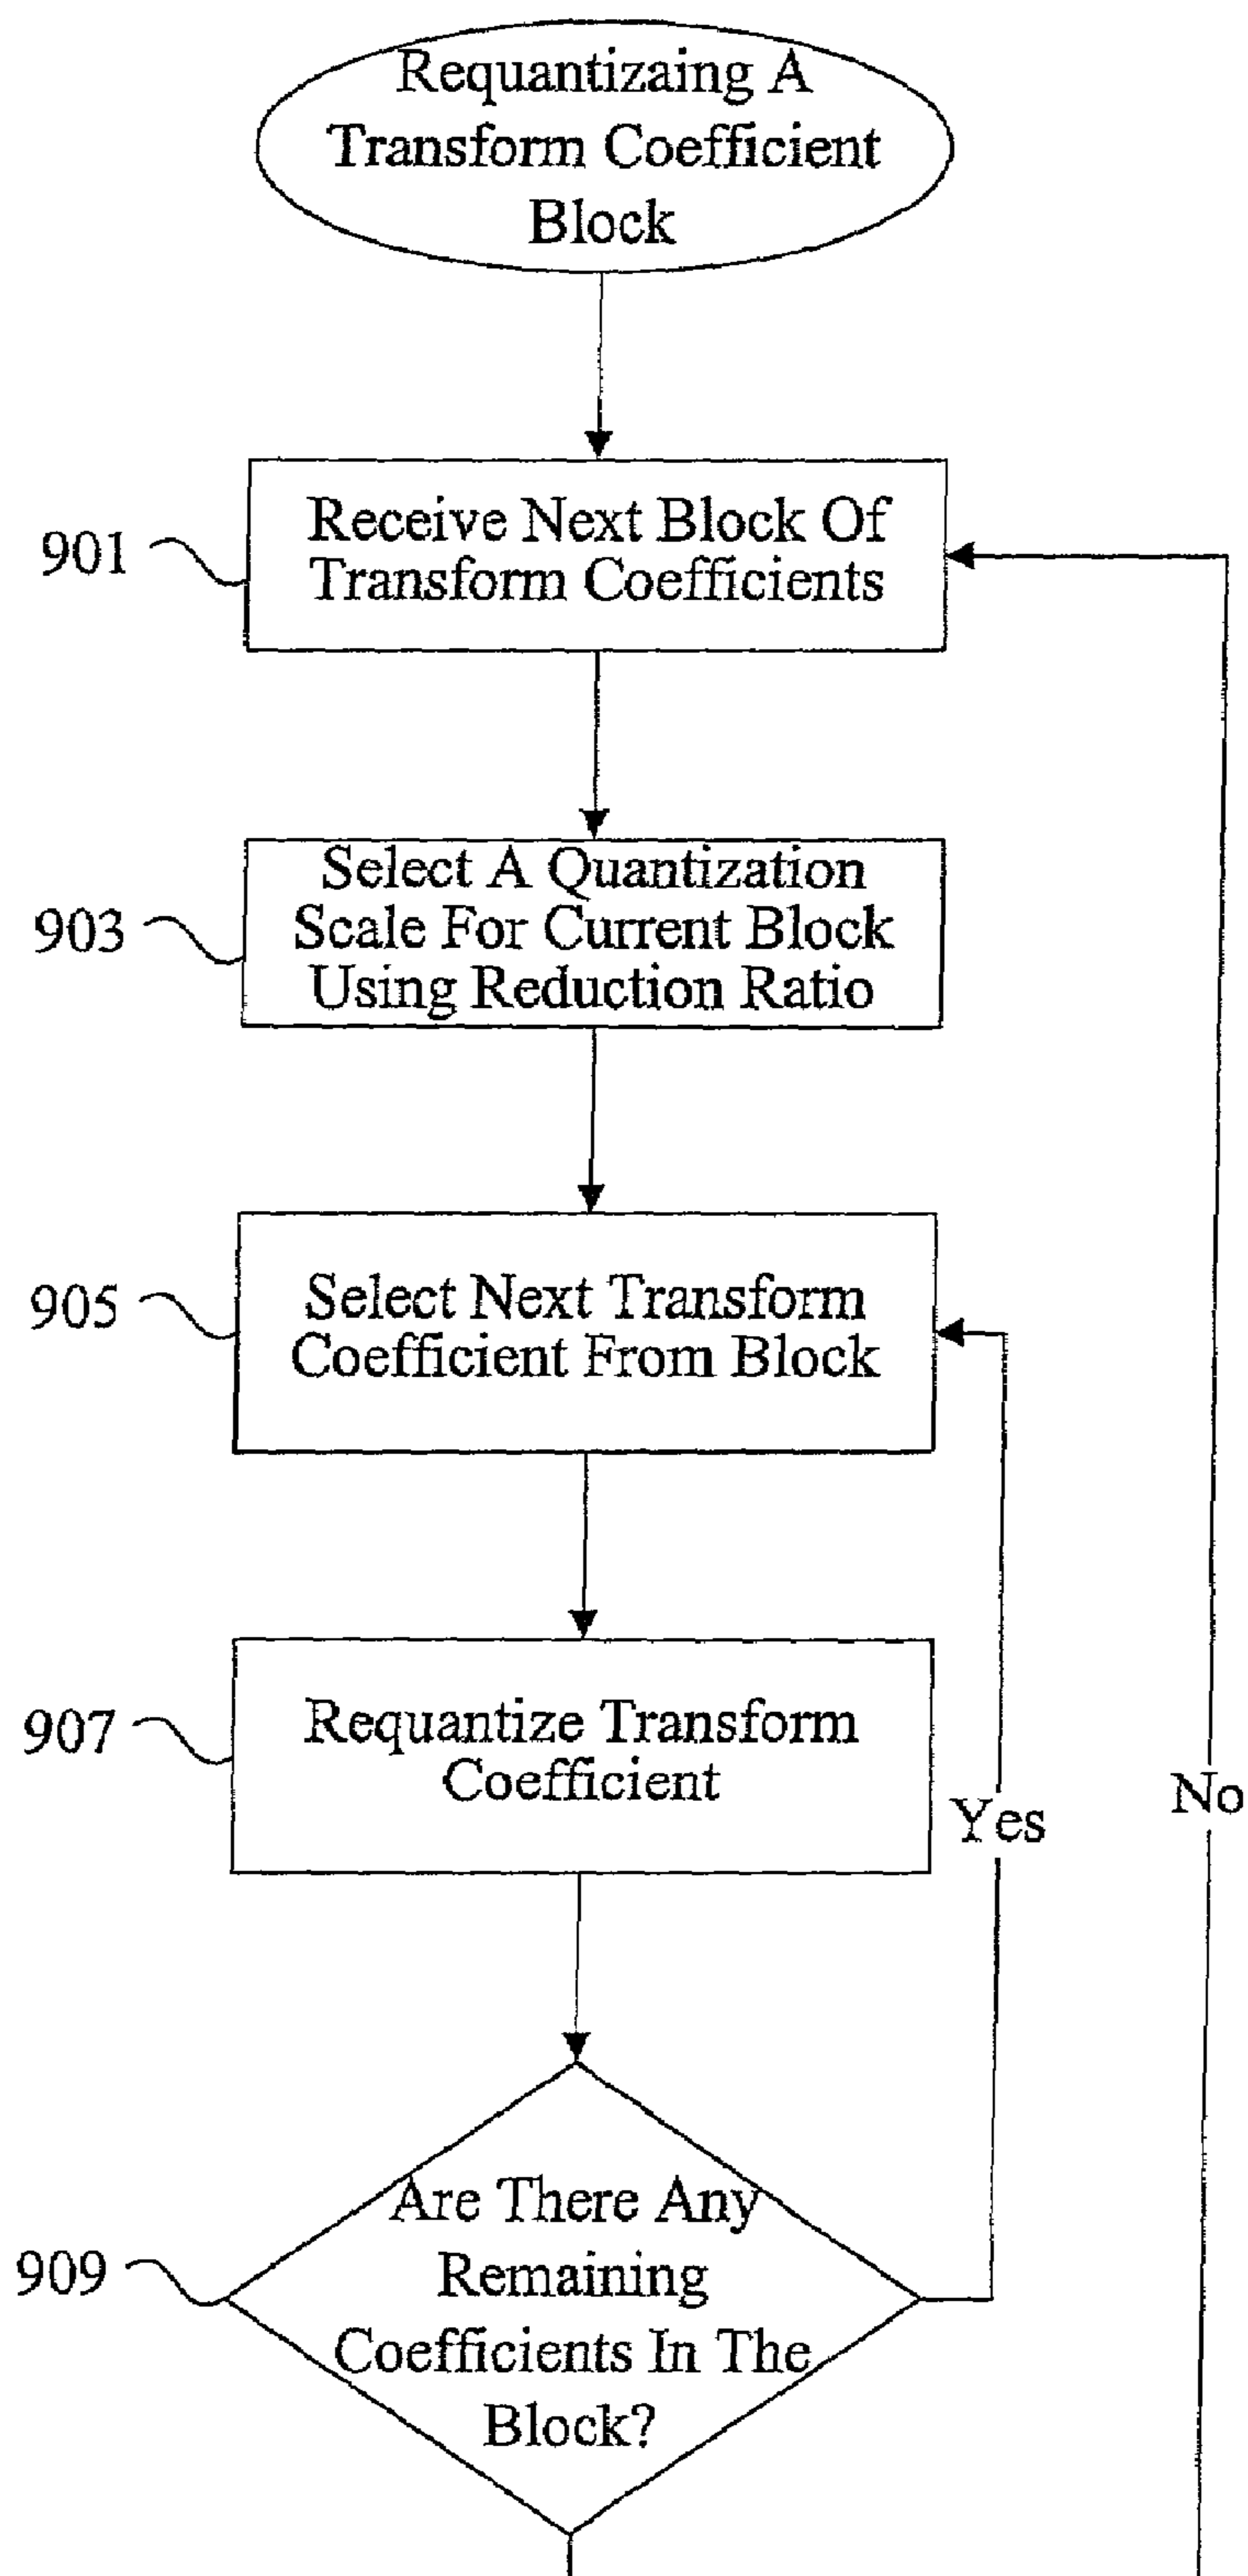 Requantizaing A
Transform Coefficient
Block
901
Receive Next Block Of
Transform Coefficients
903
Select A Quantization
Scale For Current Block
Using Reduction Ratio
905
Select Next Transform
Coefficient From Block
907
Requantize Transform
Coefficient
Yes
No
909
Are There Any
Remaining
Coefficients In The
Block?